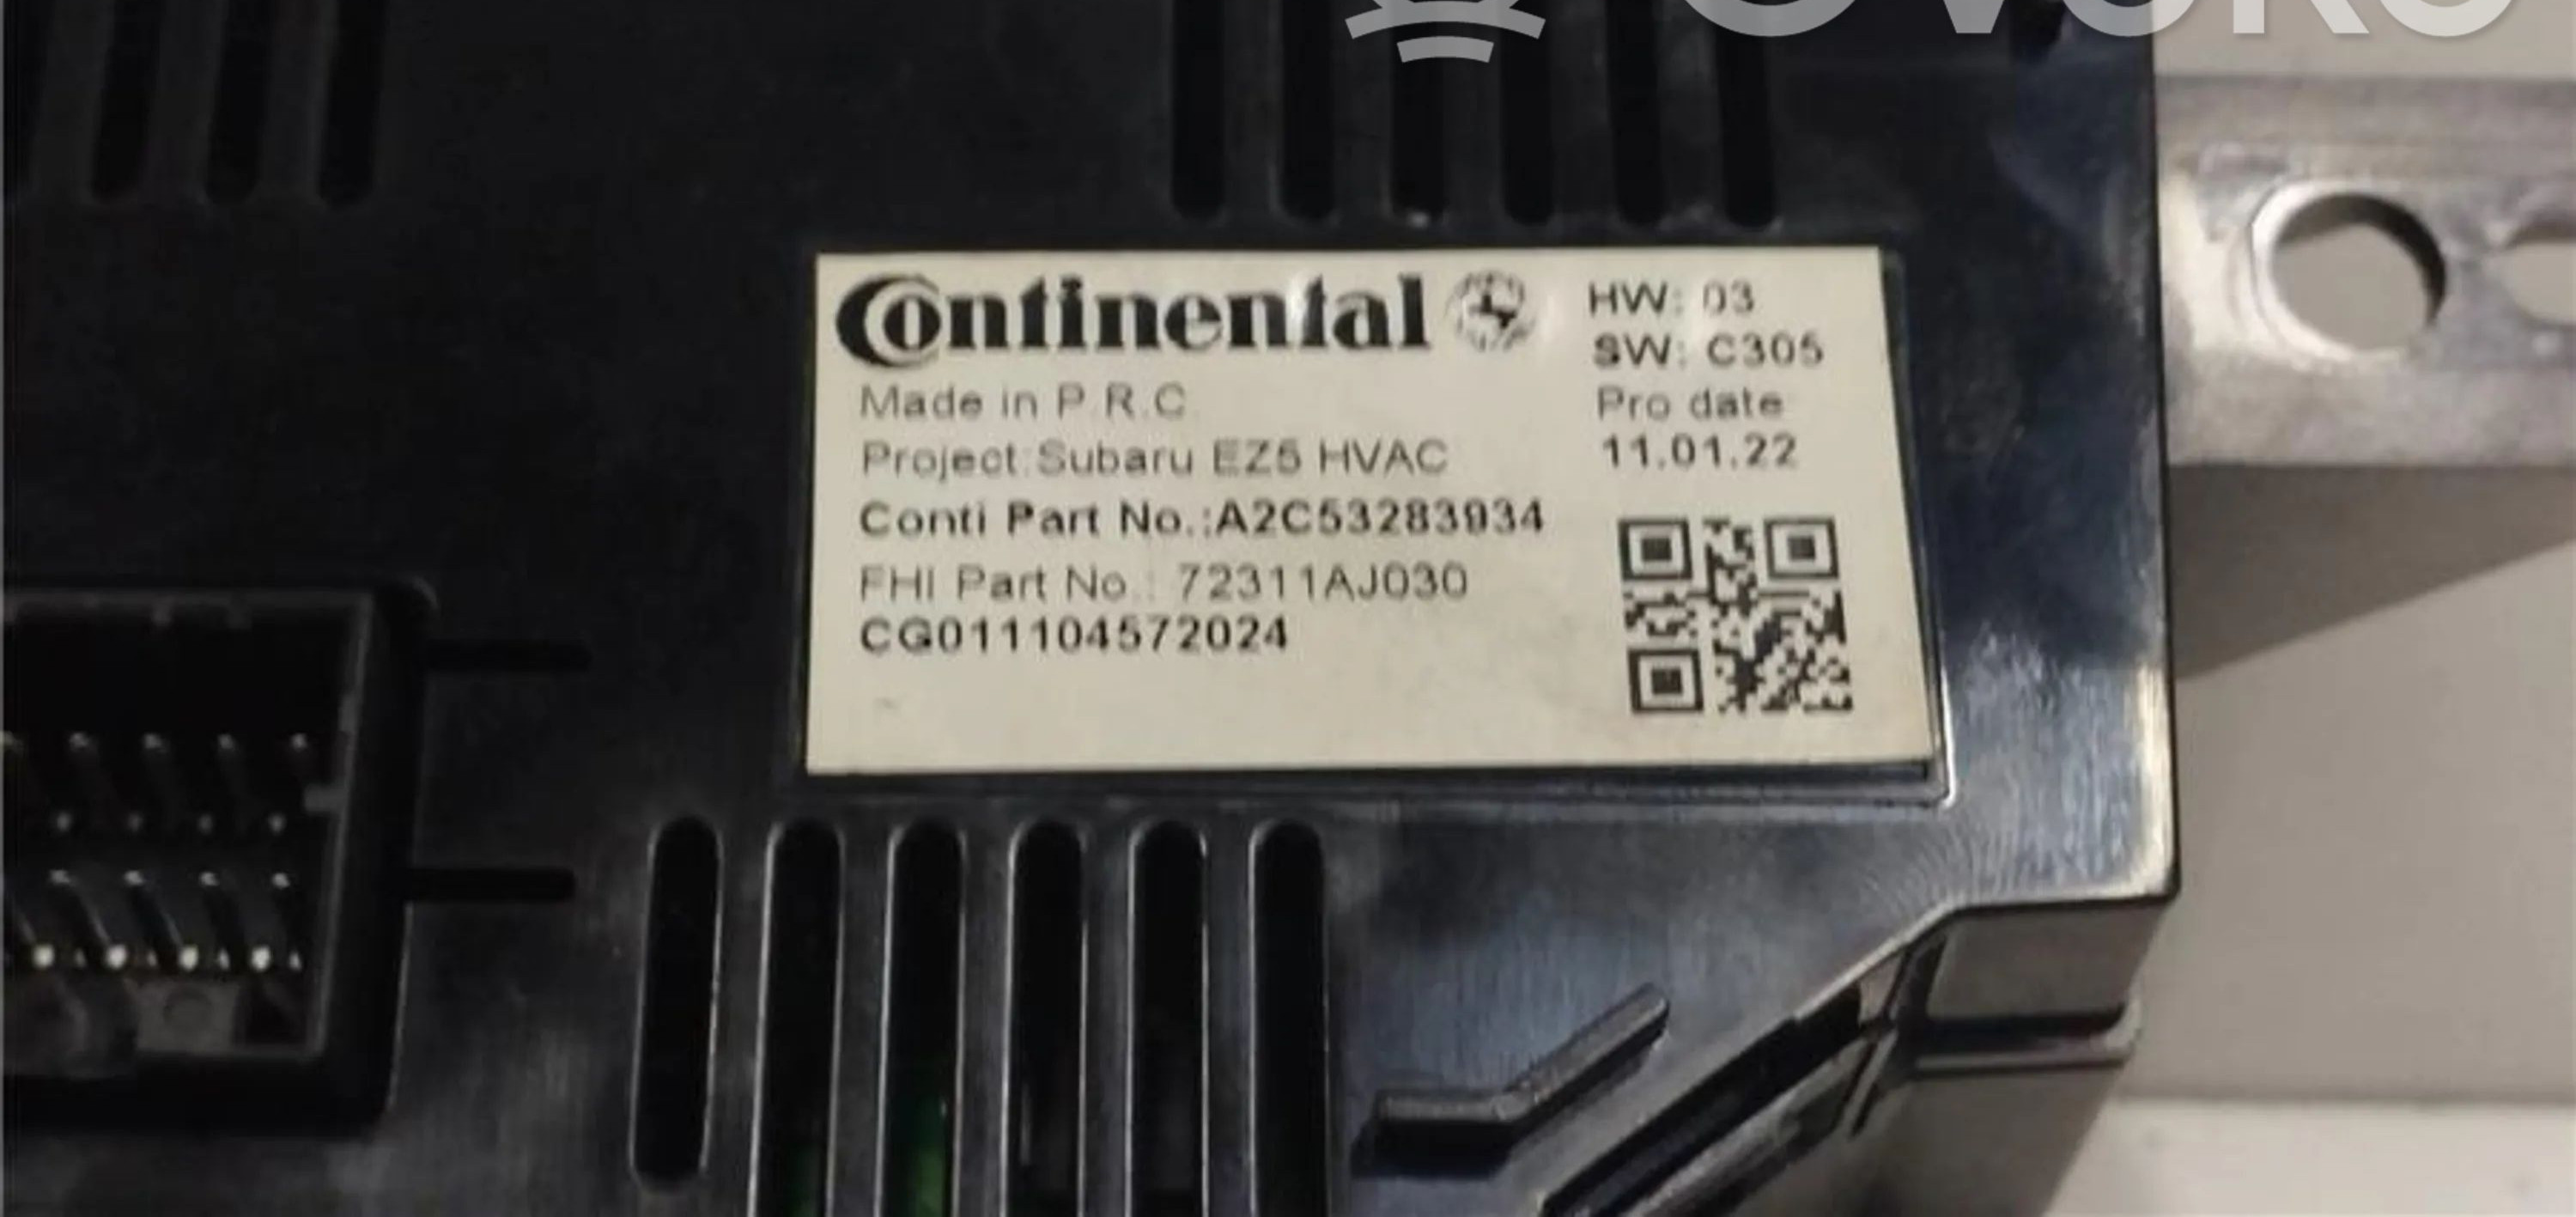 Continental
Made in P.R.C
Project:Subaru EZ5 HVAC
Conti Part No.:A2C53283934
FHI Part No.: 72311AJ030
CG011104572024
HW: 03
SW: C305
Pro date
11.01.22